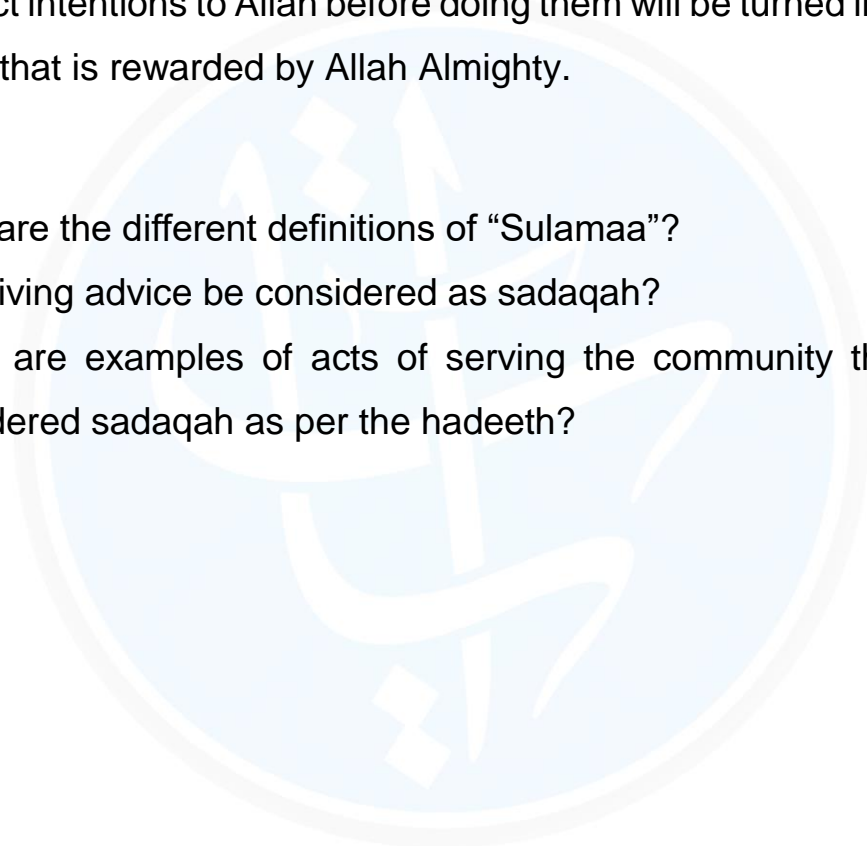 ct intentions to Allah before doing them will be turned i
that is rewarded by Allah Almighty.
are the different definitions of “Sulamaa”?
iving advice be considered as sadaqah?
are examples of acts of serving the community th
dered sadaqah as per the hadeeth?